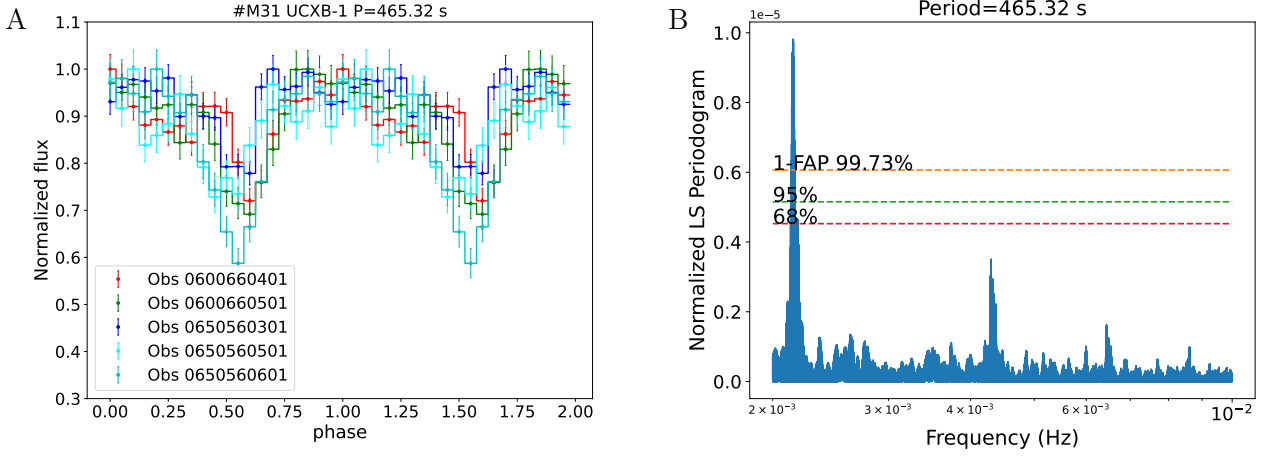 A
#M31 UCXB-1 P=465.32 s
Normalized flux
1.1
1.0
0.9
0.8
0.7
0.6
0.5
0.4
0.3
Obs 0600660401
Obs 0600660501
Obs 0650560301
Obs 0650560501
Obs 0650560601
0.00 0.25 0.50 0.75 1.00 1.25 1.50 1.75 2.00
phase
B
Period=465.32 s
1e−5
Normalized LS Periodogram
1.0
0.8
0.6
0.4
0.2
0.0
1-FAP 99.73%
95%
68%
2 × 10⁻³ 3 × 10⁻³ 4 × 10⁻³ 6 × 10⁻³ 10⁻²
Frequency (Hz)